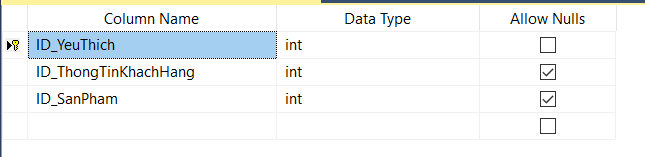 Column Name Data Type Allow Nulls
ID_YeuThich int
ID_ThongTinKhachHang int
ID_SanPham int